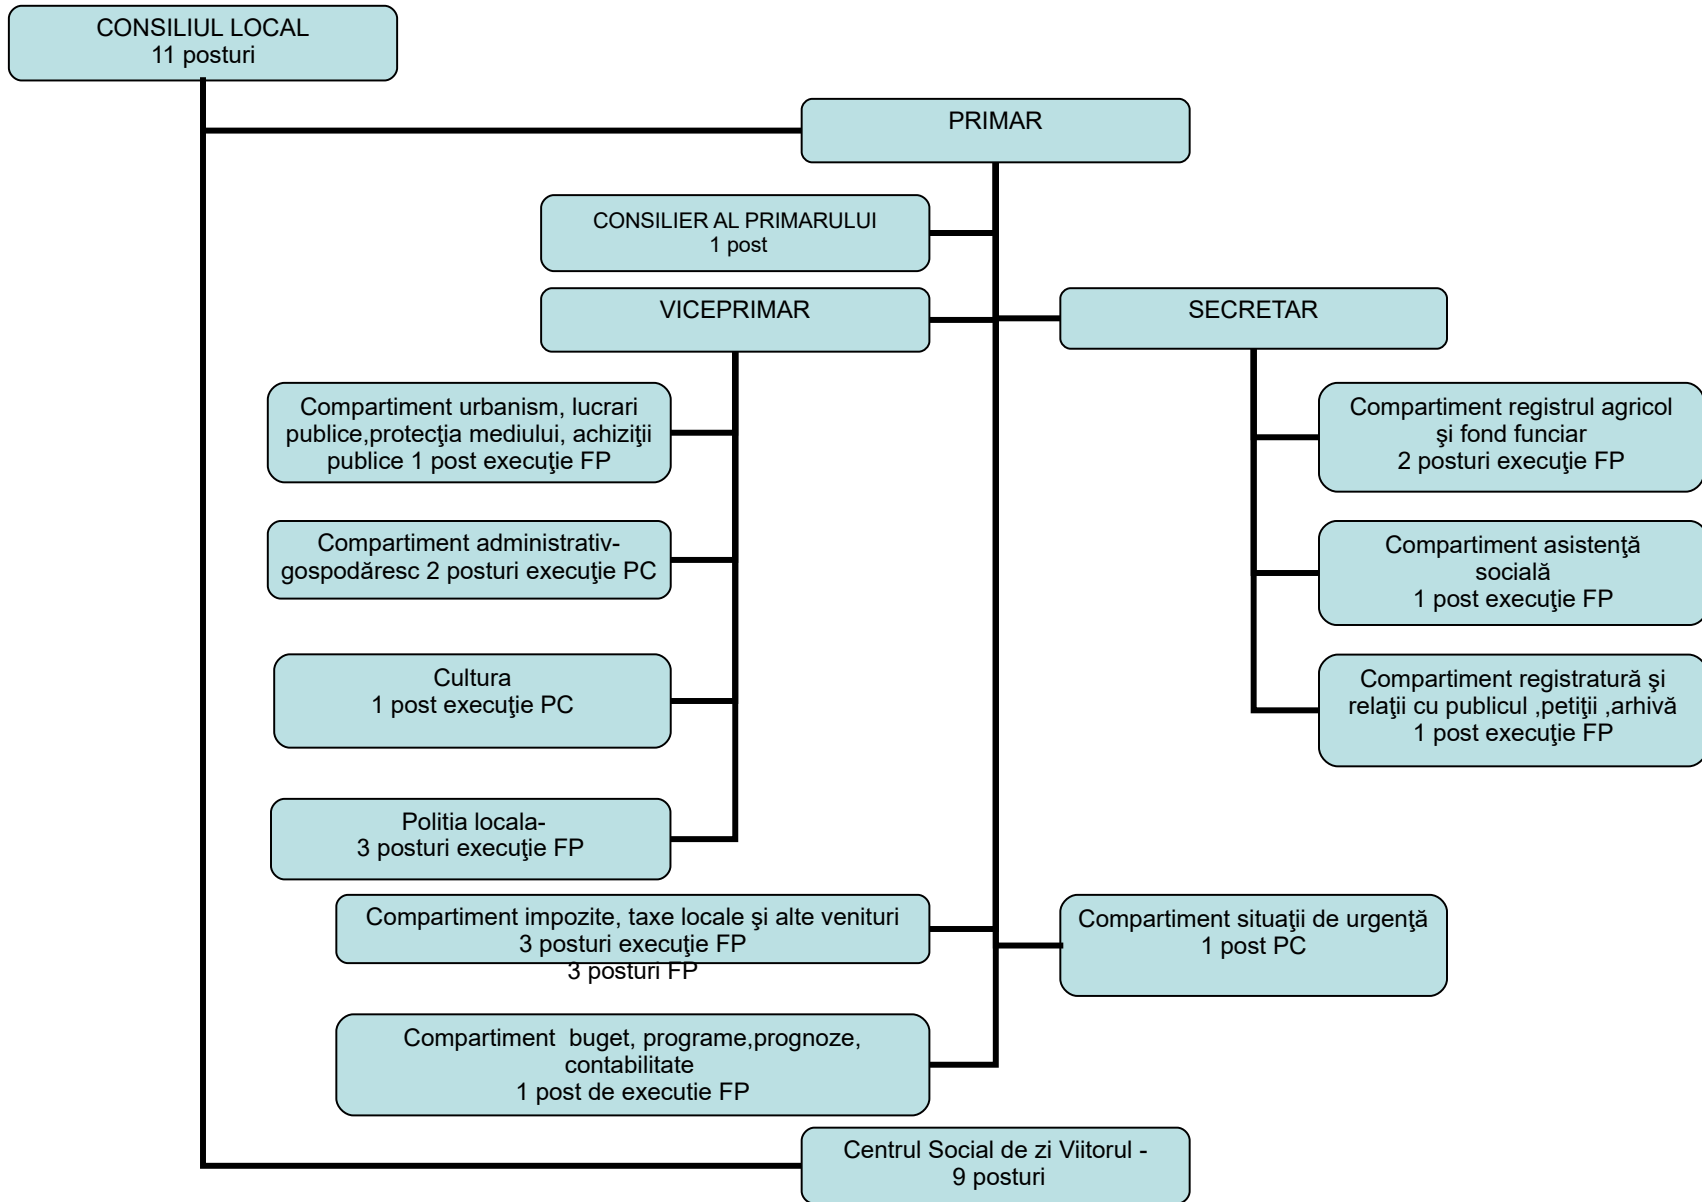 CONSILIUL LOCAL
11 posturi
PRIMAR
CONSILIER AL PRIMARULUI
1 post
VICEPRIMAR
SECRETAR
Compartiment urbanism, lucrari
publice,protecţia mediului, achiziţii
publice 1 post execuţie FP
Compartiment registrul agricol
şi fond funciar
2 posturi execuţie FP
Compartiment administrativ-
gospodăresc 2 posturi execuţie PC
Compartiment asistenţă
socială
1 post execuţie FP
Cultura
1 post execuţie PC
Compartiment registratură şi
relaţii cu publicul ,petiţii ,arhivă
1 post execuţie FP
Politia locala-
3 posturi execuţie FP
Compartiment impozite, taxe locale şi alte venituri
3 posturi execuţie FP
3 posturi FP
Compartiment situaţii de urgenţă
1 post PC
Compartiment  buget, programe,prognoze,
contabilitate
1 post de executie FP
Centrul Social de zi Viitorul -
9 posturi